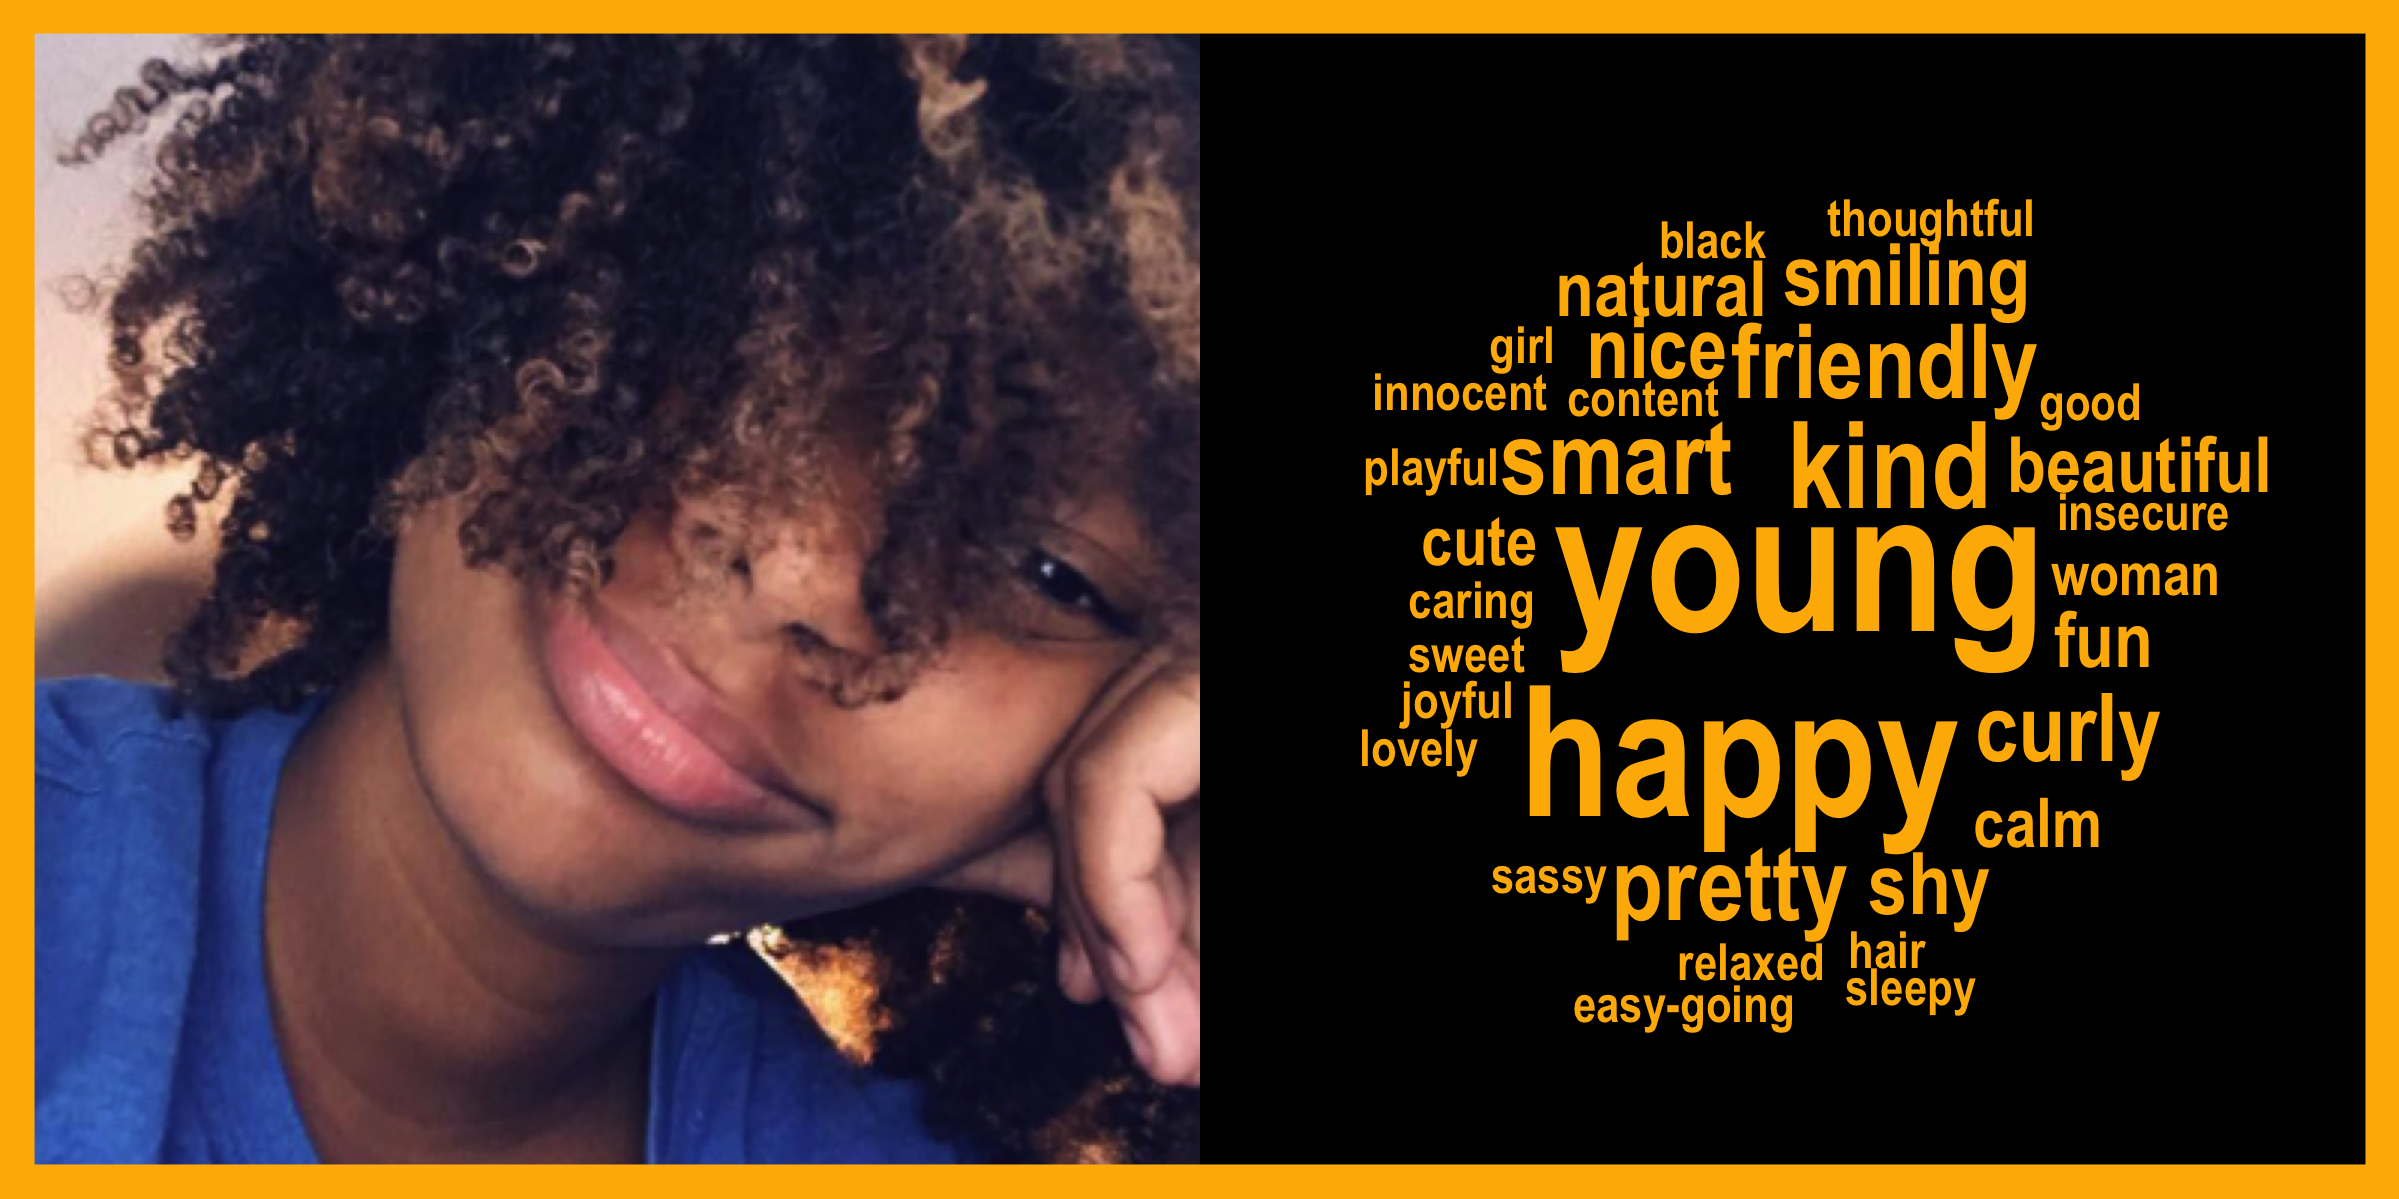 thoughtful
black
natural smiling
girl nice friendly
innocent content good
playful smart kind beautiful
insecure
cute young woman
caring fun
sweet
joyful happy curly
lovely
calm
sassy pretty shy
relaxed hair
easy-going sleepy